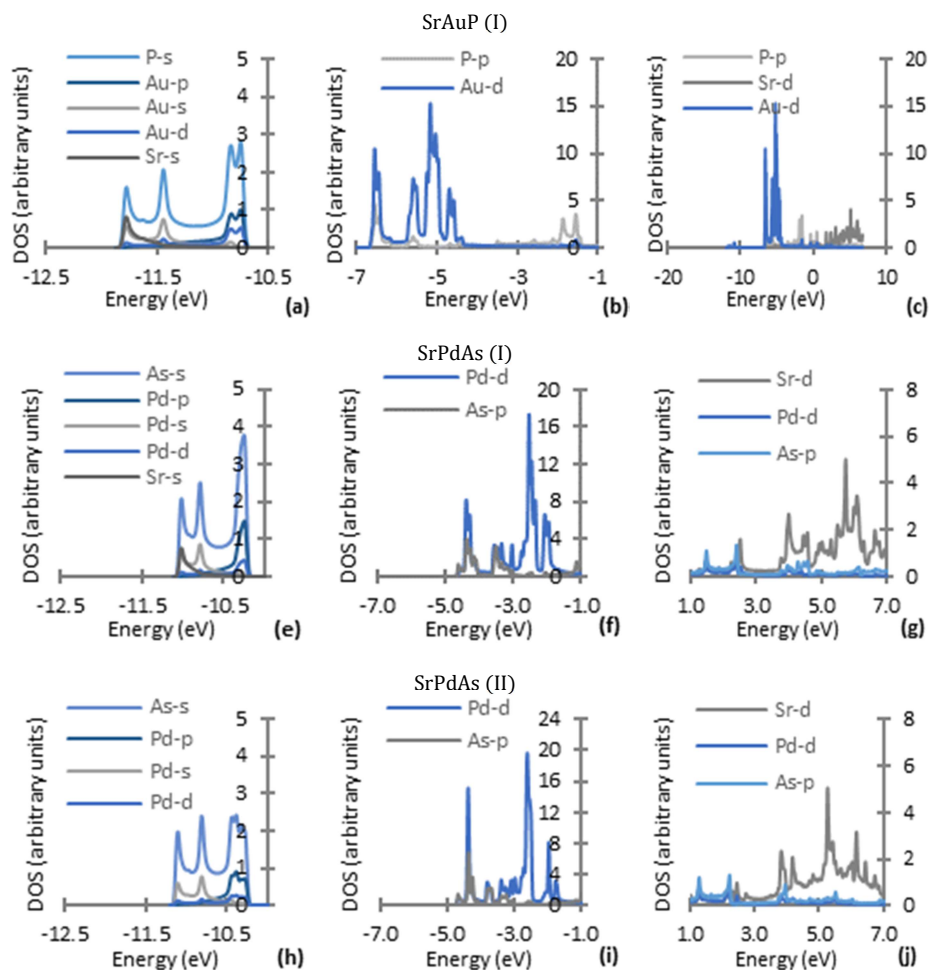 SrAuP (I)
DOS (arbitrary units)
P-s
Au-p
Au-s
Au-d
Sr-s
5
4
3
2
1
0
-12.5 -11.5 -10.5
Energy (eV)
(a)
DOS (arbitrary units)
P-p
Au-d
20
15
10
5
0
-7 -5 -3 -1
Energy (eV)
(b)
DOS (arbitrary units)
P-p
Sr-d
Au-d
20
15
10
5
0
-20 -10 0 10
Energy (eV)
(c)
SrPdAs (I)
DOS (arbitrary units)
As-s
Pd-p
Pd-s
Pd-d
Sr-s
5
4
3
2
1
0
-12.5 -11.5 -10.5
Energy (eV)
(e)
DOS (arbitrary units)
Pd-d
As-p
20
16
12
8
4
0
-7.0 -5.0 -3.0 -1.0
Energy (eV)
(f)
DOS (arbitrary units)
Sr-d
Pd-d
As-p
8
6
4
2
0
1.0 3.0 5.0 7.0
Energy (eV)
(g)
SrPdAs (II)
DOS (arbitrary units)
As-s
Pd-p
Pd-s
Pd-d
5
4
3
2
1
0
-12.5 -11.5 -10.5
Energy (eV)
(h)
DOS (arbitrary units)
Pd-d
As-p
24
20
16
12
8
4
0
-7.0 -5.0 -3.0 -1.0
Energy (eV)
(i)
DOS (arbitrary units)
Sr-d
Pd-d
As-p
8
6
4
2
0
1.0 3.0 5.0 7.0
Energy (eV)
(j)